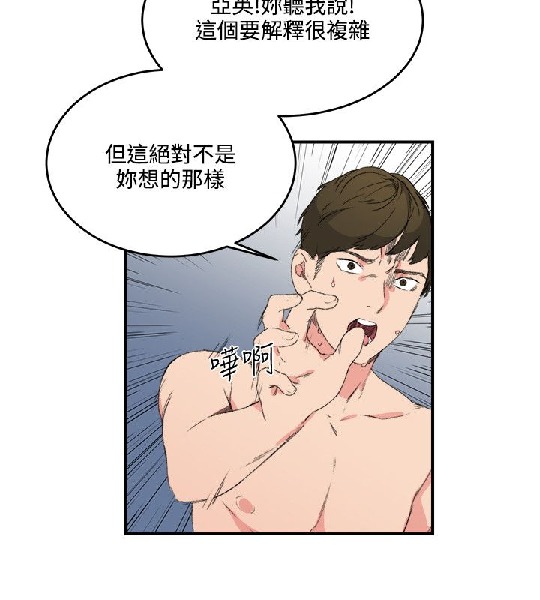 亞英!妳聽我說!
這個要解釋很複雜
但這絕對不是
妳想的那樣
嘩啊